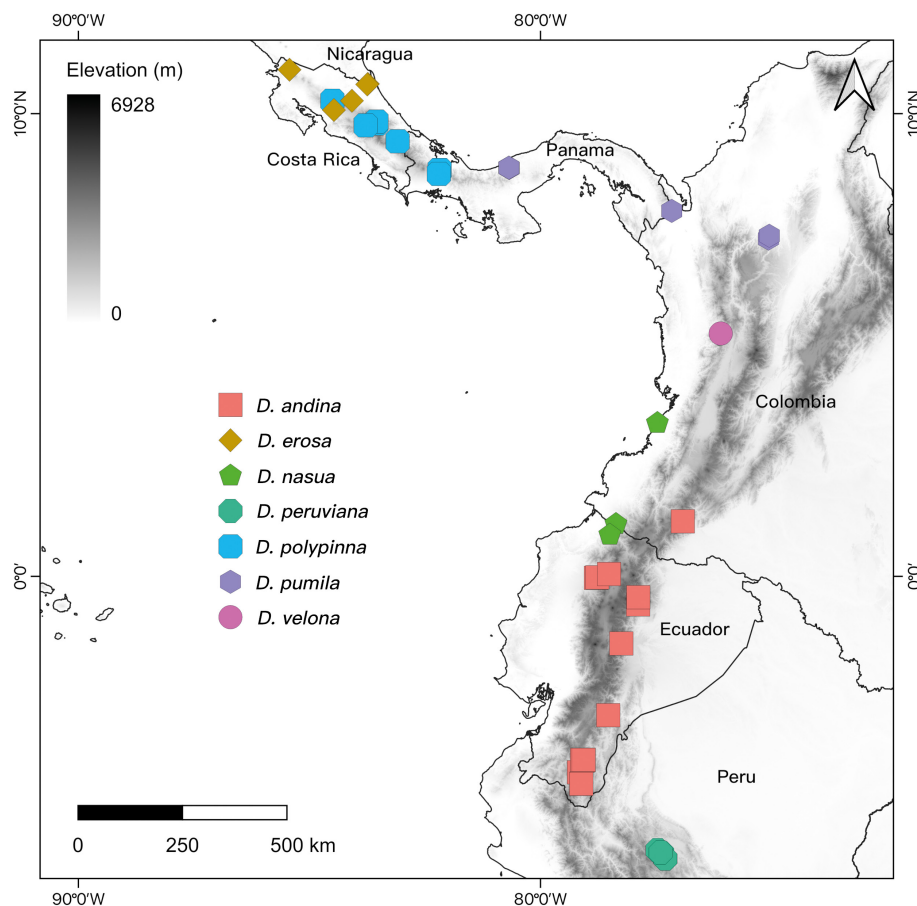 90°0'W
80°0'W
Nicaragua
Elevation (m)
6928
10°0'N
10°0'N
Panama
Costa Rica
0
D. andina
Colombia
D. erosa
D. nasua
D. peruviana
D. polypinna
0°0'
0°0'
D. pumila
D. velona
Ecuador
Peru
0
250
500 km
90°0'W
80°0'W